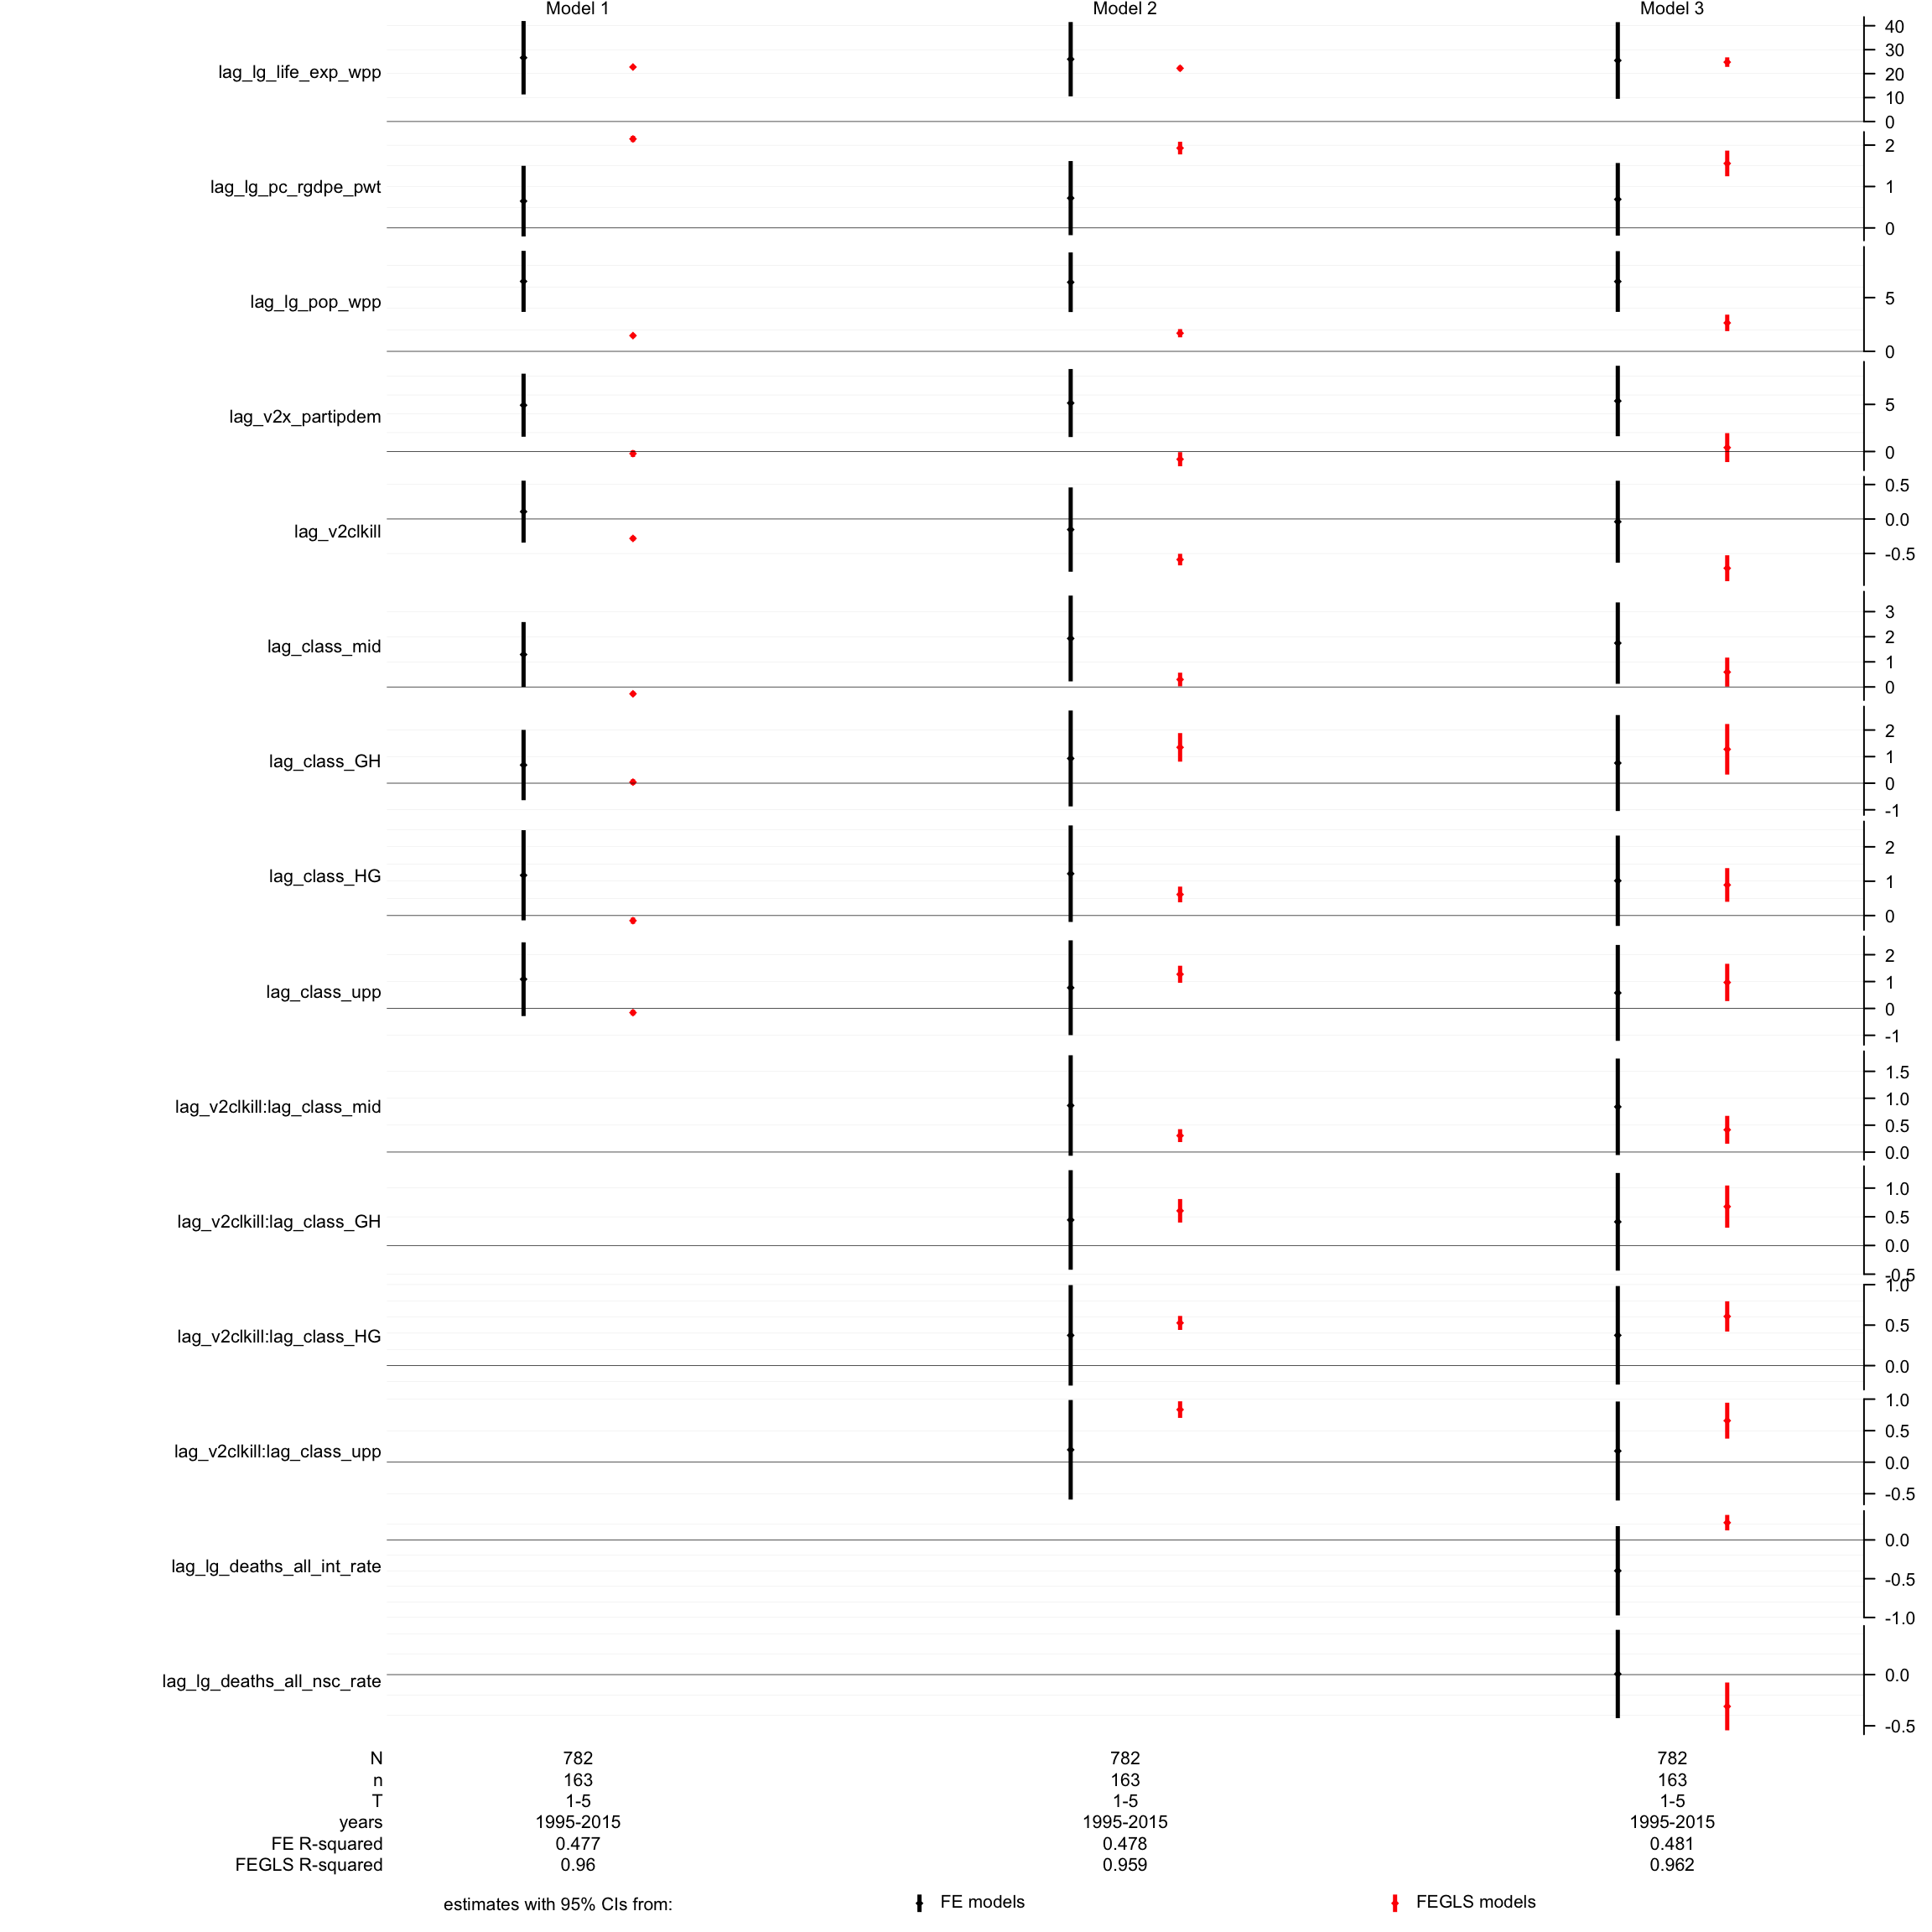 Model 1 Model 2 Model 3
40
30
lag_lg_life_exp_wpp
20
10
0
2
lag_lg_pc_rgdpe_pwt
1
0
lag_lg_pop_wpp
5
0
lag_v2x_partipdem
5
0
0.5
0.0
lag_v2clkill
-0.5
3
lag_class_mid
2
1
0
2
lag_class_GH
1
0
-1
2
lag_class_HG
1
0
2
lag_class_upp
1
0
-1
1.5
lag_v2clkill:lag_class_mid
1.0
0.5
0.0
1.0
lag_v2clkill:lag_class_GH
0.5
0.0
-0.5
1.0
lag_v2clkill:lag_class_HG
0.5
0.0
1.0
lag_v2clkill:lag_class_upp
0.5
0.0
-0.5
0.0
lag_lg_deaths_all_int_rate
-0.5
-1.0
0.0
lag_lg_deaths_all_nsc_rate
-0.5
N 782 782 782
n 163 163 163
T 1-5 1-5 1-5
years 1995-2015 1995-2015 1995-2015
FE R-squared 0.477 0.478 0.481
FEGLS R-squared 0.96 0.959 0.962
estimates with 95% CIs from: FE models FEGLS models